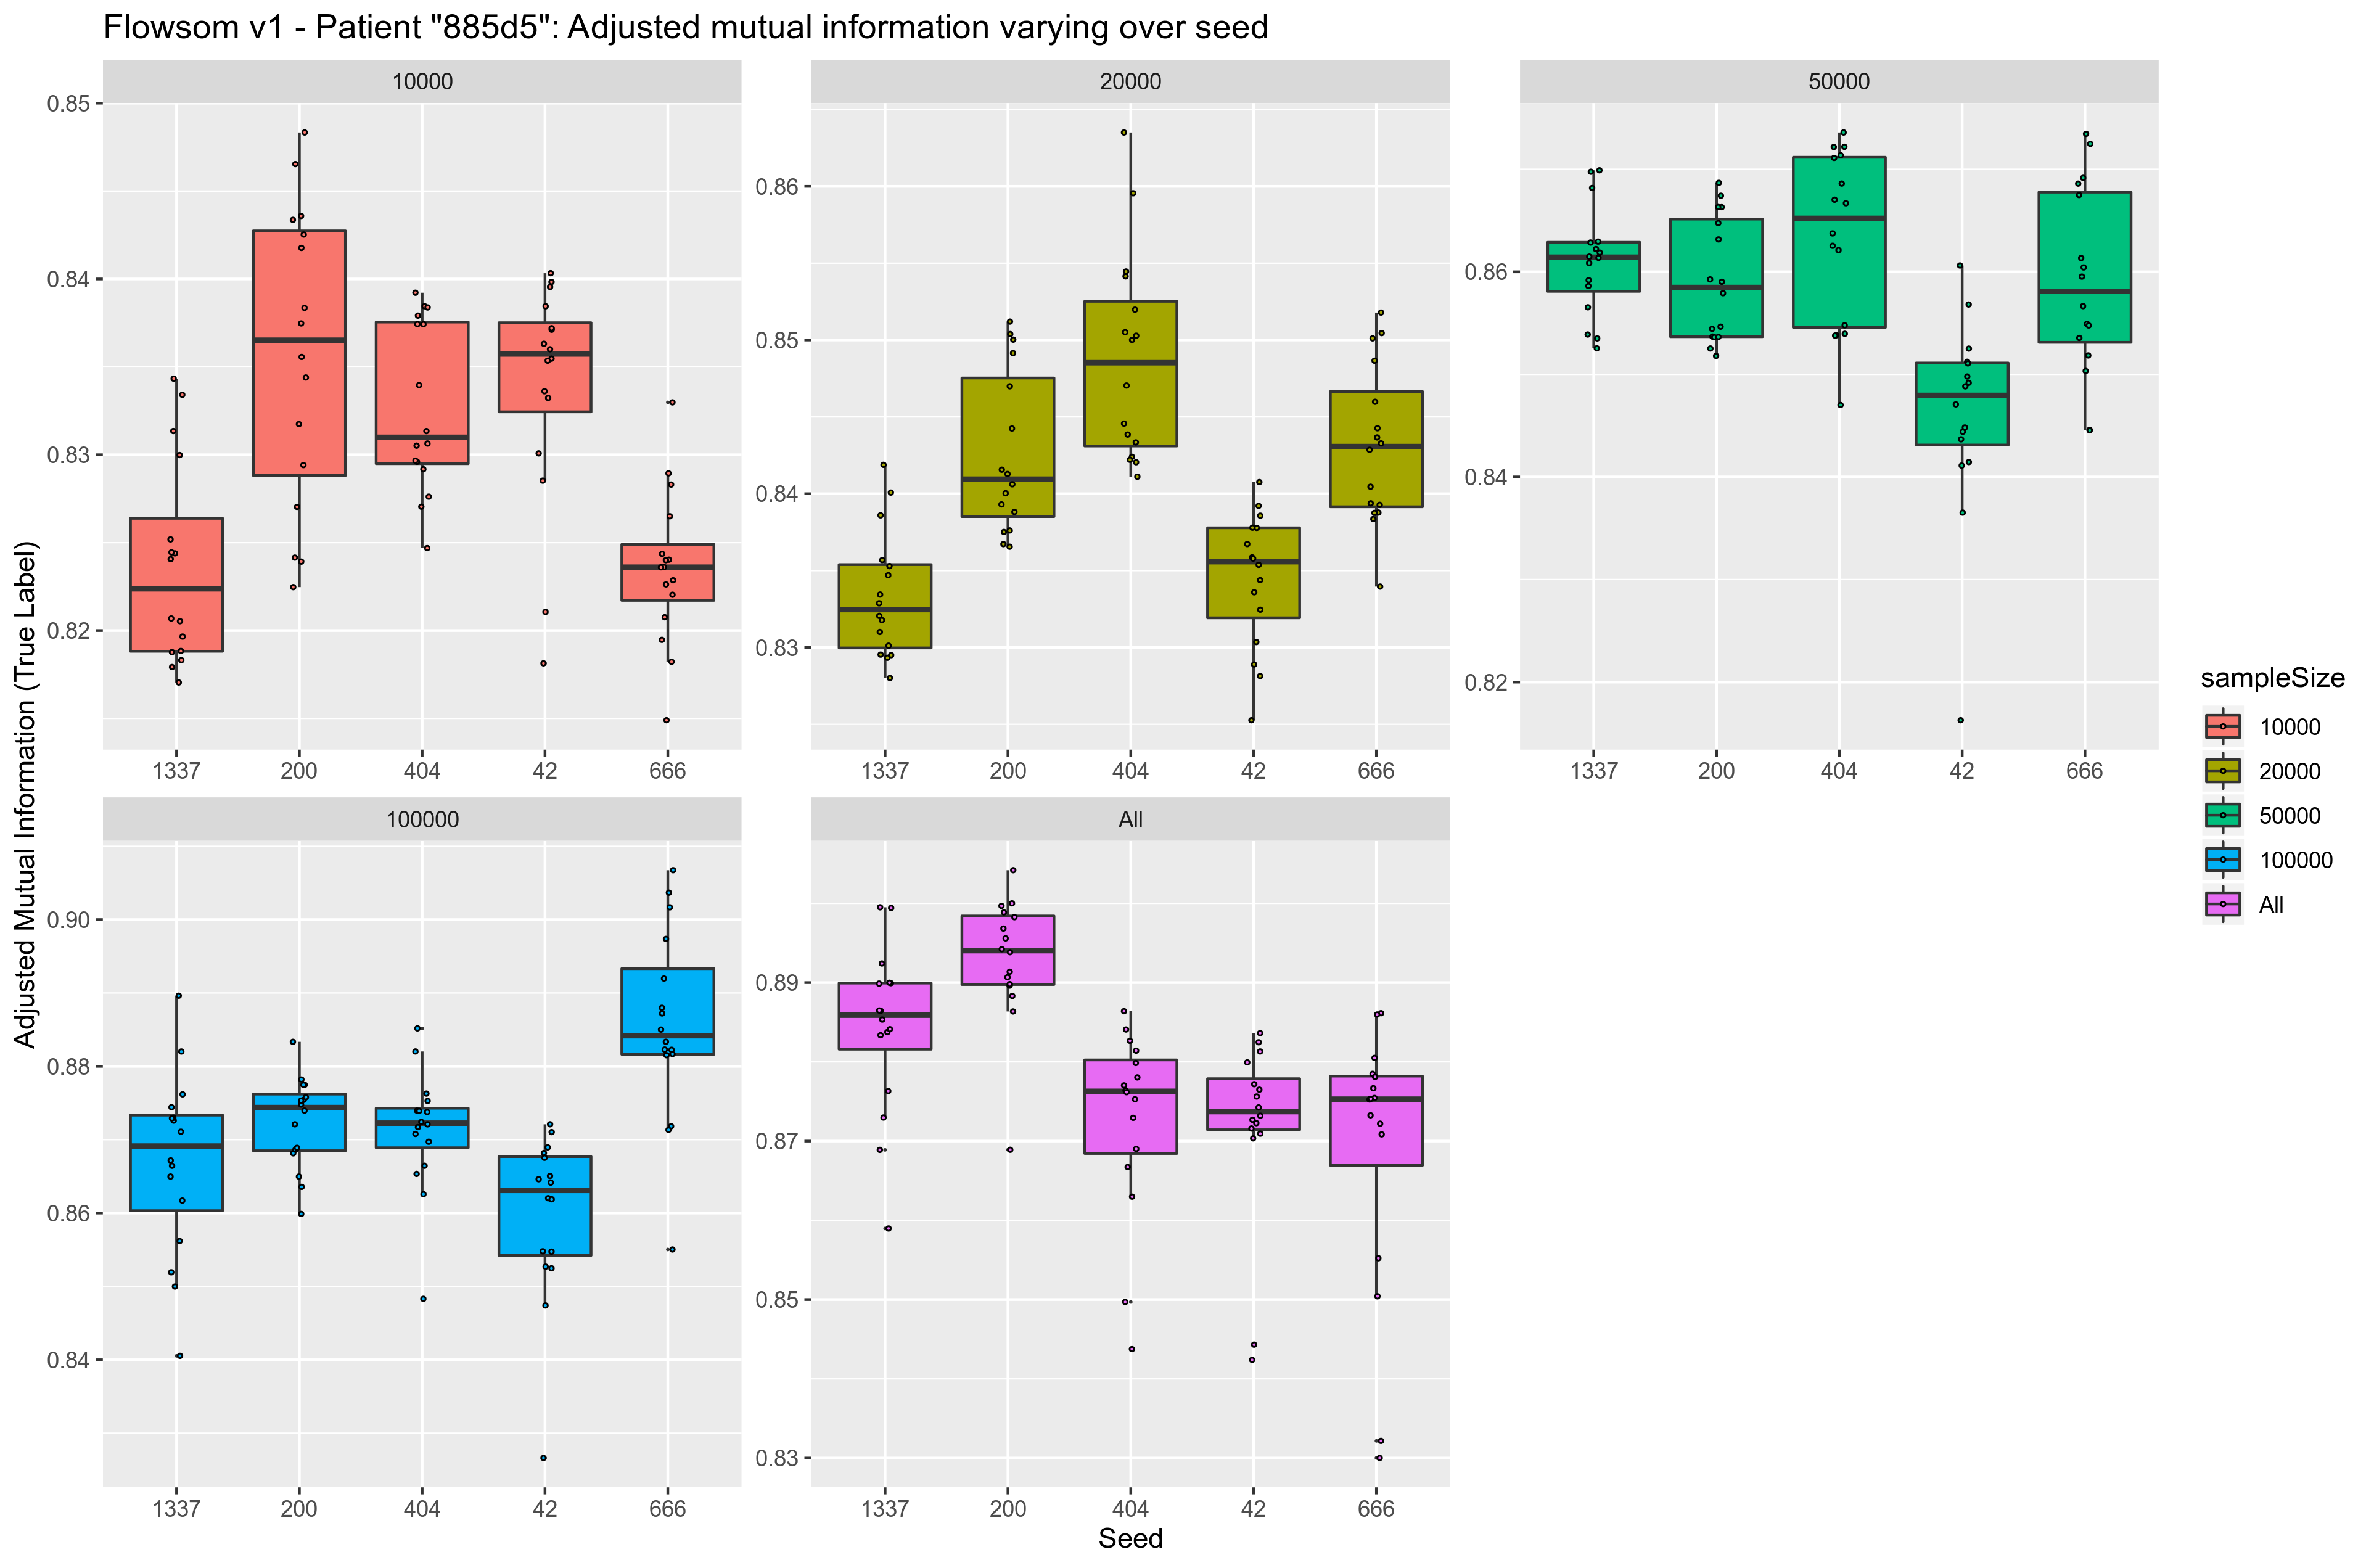 Flowsom v1 - Patient "885d5": Adjusted mutual information varying over seed
Adjusted Mutual Information (True Label)
10000
0.85
0.84
0.83
0.82
1337 200 404 42 666
20000
0.86
0.85
0.84
0.83
1337 200 404 42 666
50000
0.86
0.84
0.82
1337 200 404 42 666
100000
0.90
0.88
0.86
0.84
1337 200 404 42 666
All
0.89
0.87
0.85
0.83
1337 200 404 42 666
Seed
sampleSize
10000
20000
50000
100000
All